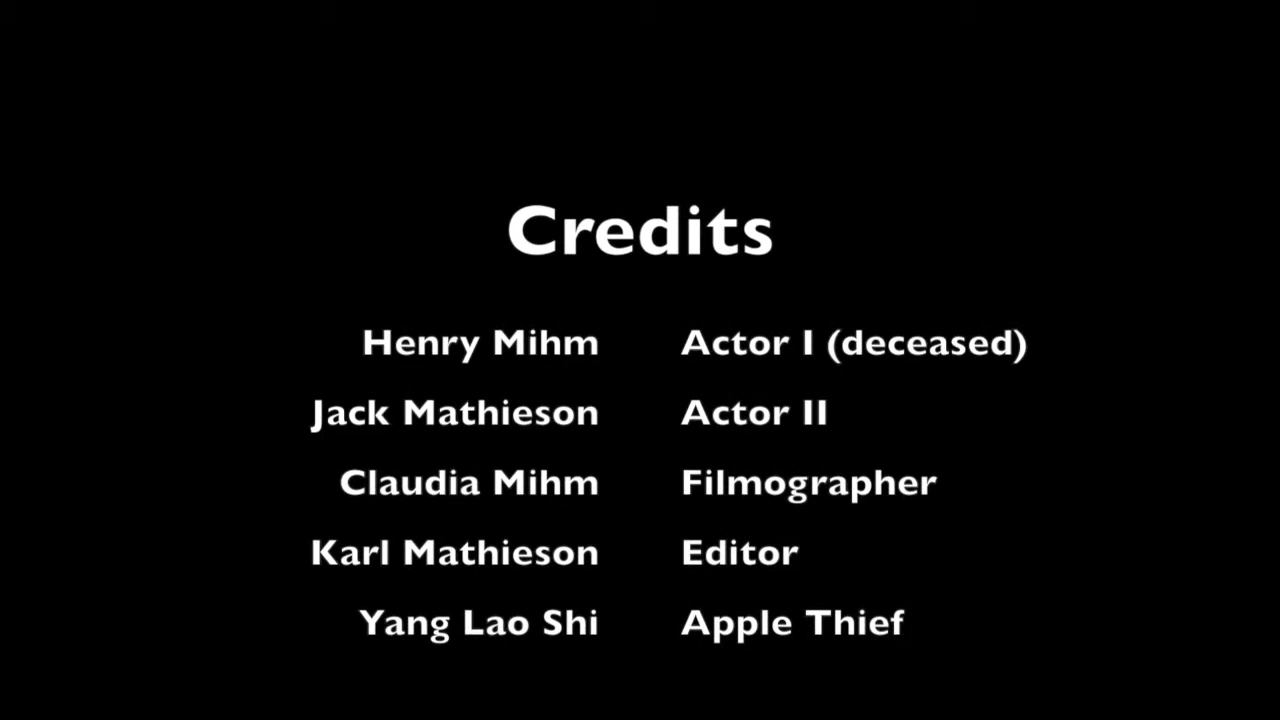 Credits
Henry Mihm Actor I (deceased)
Jack Mathieson Actor II
Claudia Mihm Filmographer
Karl Mathieson Editor
Yang Lao Shi Apple Thief